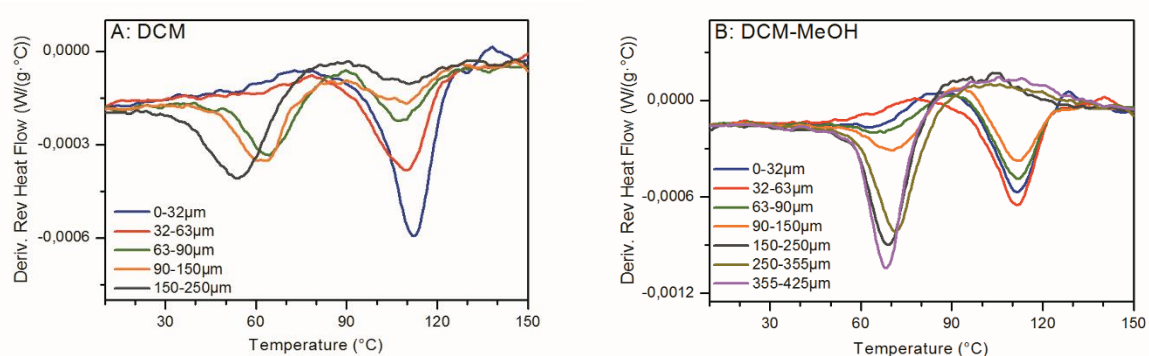 A: DCM
Deriv. Rev Heat Flow (W/(g·°C))
0,0000
-0,0003
-0,0006
0-32µm
32-63µm
63-90µm
90-150µm
150-250µm
30 60 90 120 150
Temperature (°C)
B: DCM-MeOH
Deriv. Rev Heat Flow (W/(g·°C))
0,0000
-0,0006
-0,0012
0-32µm
32-63µm
63-90µm
90-150µm
150-250µm
250-355µm
355-425µm
30 60 90 120 150
Temperature (°C)